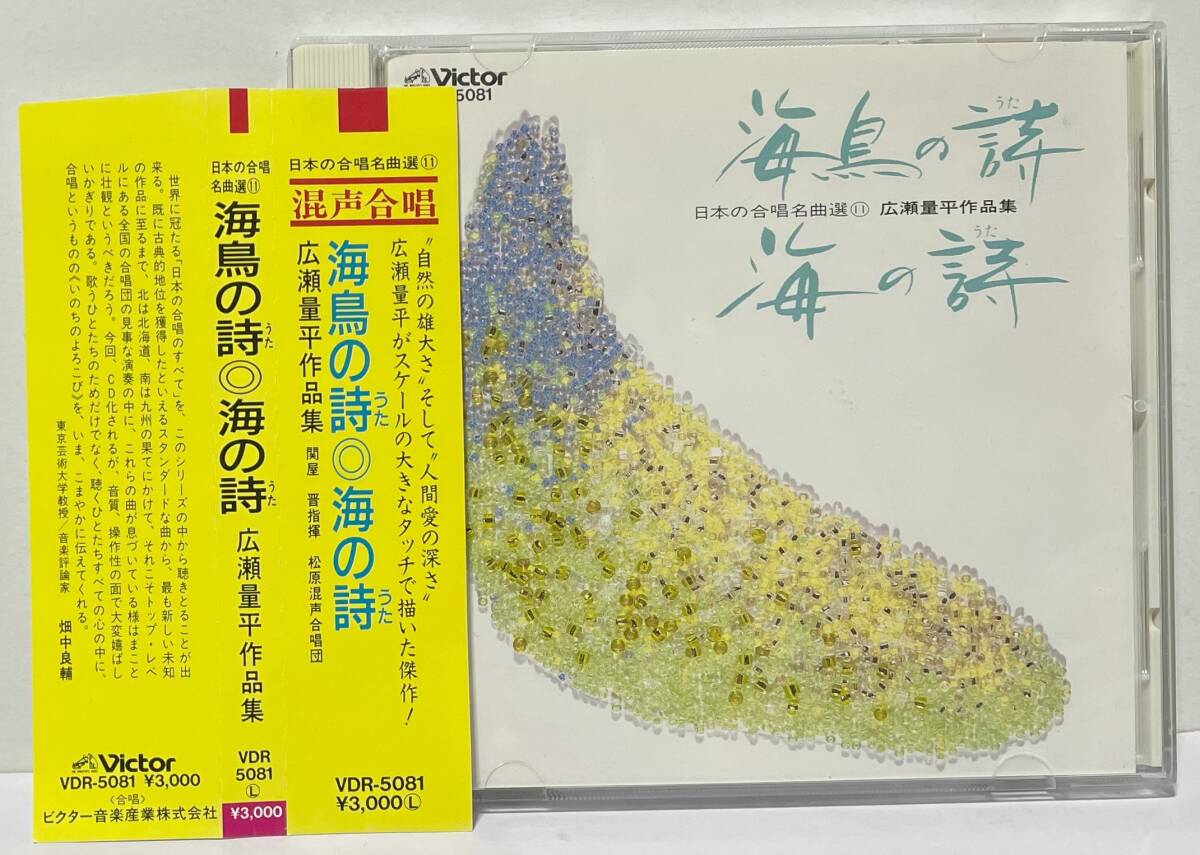 世界に冠たる「日本の合唱のすべて」を、このシリーズの中から聴きとることが出
来る。既に古典的地位を獲得したといえるスタンダードな曲から、最も新しい未知
の作品に至るまで、北は北海道、南は九州の果てにかけて、それこそトップ・レベ
ルにある全国の合唱団の見事な演奏の中に、これらの曲が息づいている様はまこと
に壮観というべきだろう。今回、CD化されるが、音質、操作性の面で大変嬉ばし
いかぎりである。歌うひとたちのためだけでなく、聴くひとたちすべての心の中に、
合唱というものの《いのちのよろこび》を、いま、こまやかに伝えてくれる。
東京芸術大学教授/音楽評論家
畑中良輔
Victor
VDR-5081 ¥3,000
〈合唱〉
ビクター音楽産業株式会社
日本の合唱
名曲選⑪
海鳥の詩◎海の詩
うた
うた
広瀬量平作品集
VDR
5081
Ⓛ
¥3,000
日本の合唱名曲選⑪
混声合唱
"自然の雄大さ"そして"人間愛の深さ"
広瀬量平がスケールの大きなタッチで描いた傑作!
海鳥の詩◎海の詩
うた
うた
広瀬量平作品集
関屋 晋指揮 松原混声合唱団
VDR-5081
¥3,000Ⓛ
Victor
5081
うた
海鳥の詩
日本の合唱名曲選⑪ 広瀬量平作品集
うた
海の詩